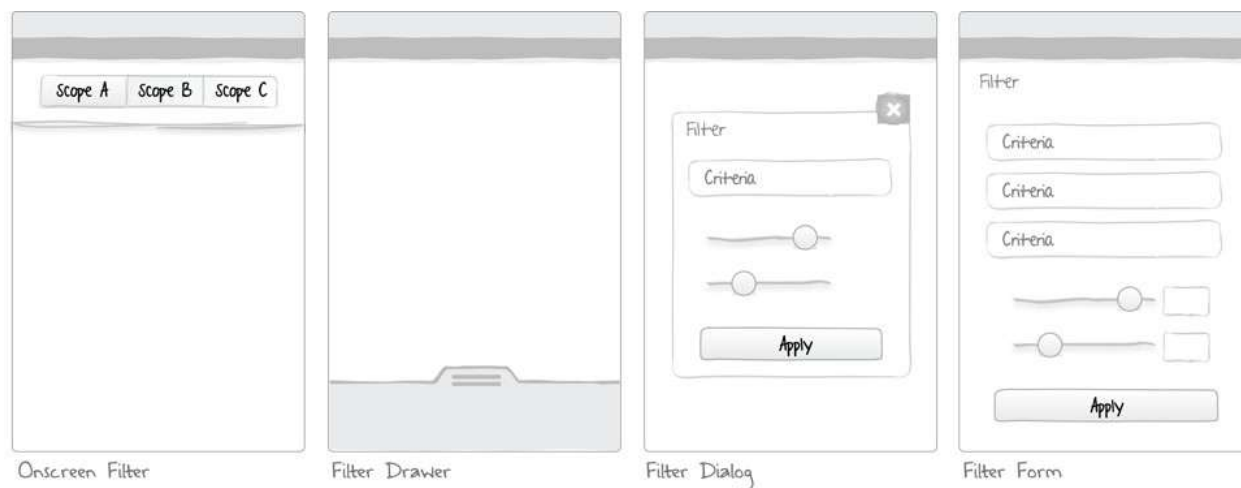 Scope A Scope B Scope C
Onscreen Filter
Filter Drawer
Filter
Criteria
Apply
Filter Dialog
Filter
Criteria
Criteria
Criteria
Apply
Filter Form